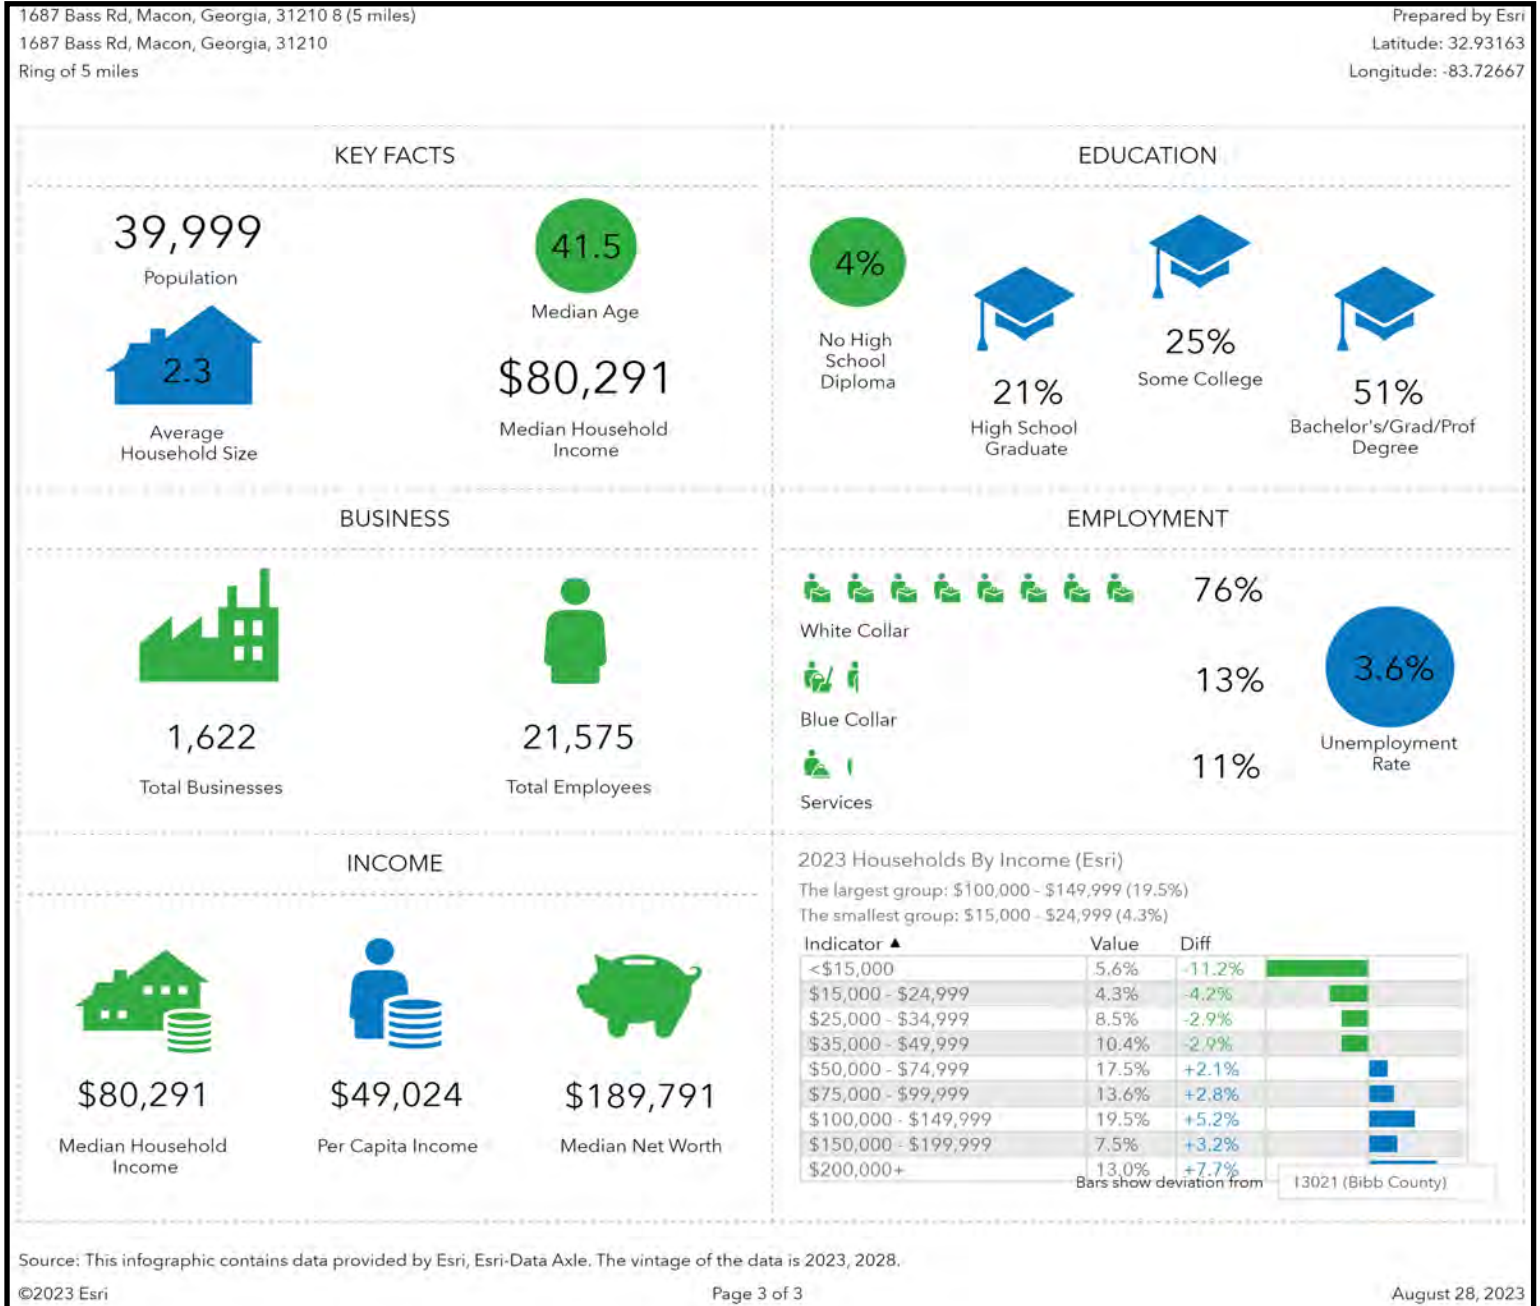 1687 Bass Rd, Macon, Georgia, 31210 8 (5 miles)
1687 Bass Rd, Macon, Georgia, 31210
Ring of 5 miles
Prepared by Esri
Latitude: 32.93163
Longitude: -83.72667
KEY FACTS
39,999
Population
41.5
Median Age
2.3
Average
Household Size
$80,291
Median Household
Income
EDUCATION
4%
No High
School
Diploma
21%
High School
Graduate
25%
Some College
51%
Bachelor's/Grad/Prof
Degree
BUSINESS
1,622
Total Businesses
21,575
Total Employees
EMPLOYMENT
76%
White Collar
13%
Blue Collar
11%
Services
3.6%
Unemployment
Rate
INCOME
$80,291
Median Household
Income
$49,024
Per Capita Income
$189,791
Median Net Worth
2023 Households By Income (Esri)
The largest group: $100,000 - $149,999 (19.5%)
The smallest group: $15,000 - $24,999 (4.3%)
Indicator ▲ Value Diff
<$15,000 5.6% -11.2%
$15,000 - $24,999 4.3% -4.2%
$25,000 - $34,999 8.5% -2.9%
$35,000 - $49,999 10.4% -2.9%
$50,000 - $74,999 17.5% +2.1%
$75,000 - $99,999 13.6% +2.8%
$100,000 - $149,999 19.5% +5.2%
$150,000 - $199,999 7.5% +3.2%
$200,000+ 13.0% +7.7%
Bars show deviation from 13021 (Bibb County)
Source: This infographic contains data provided by Esri, Esri-Data Axle. The vintage of the data is 2023, 2028.
©2023 Esri
Page 3 of 3
August 28, 2023